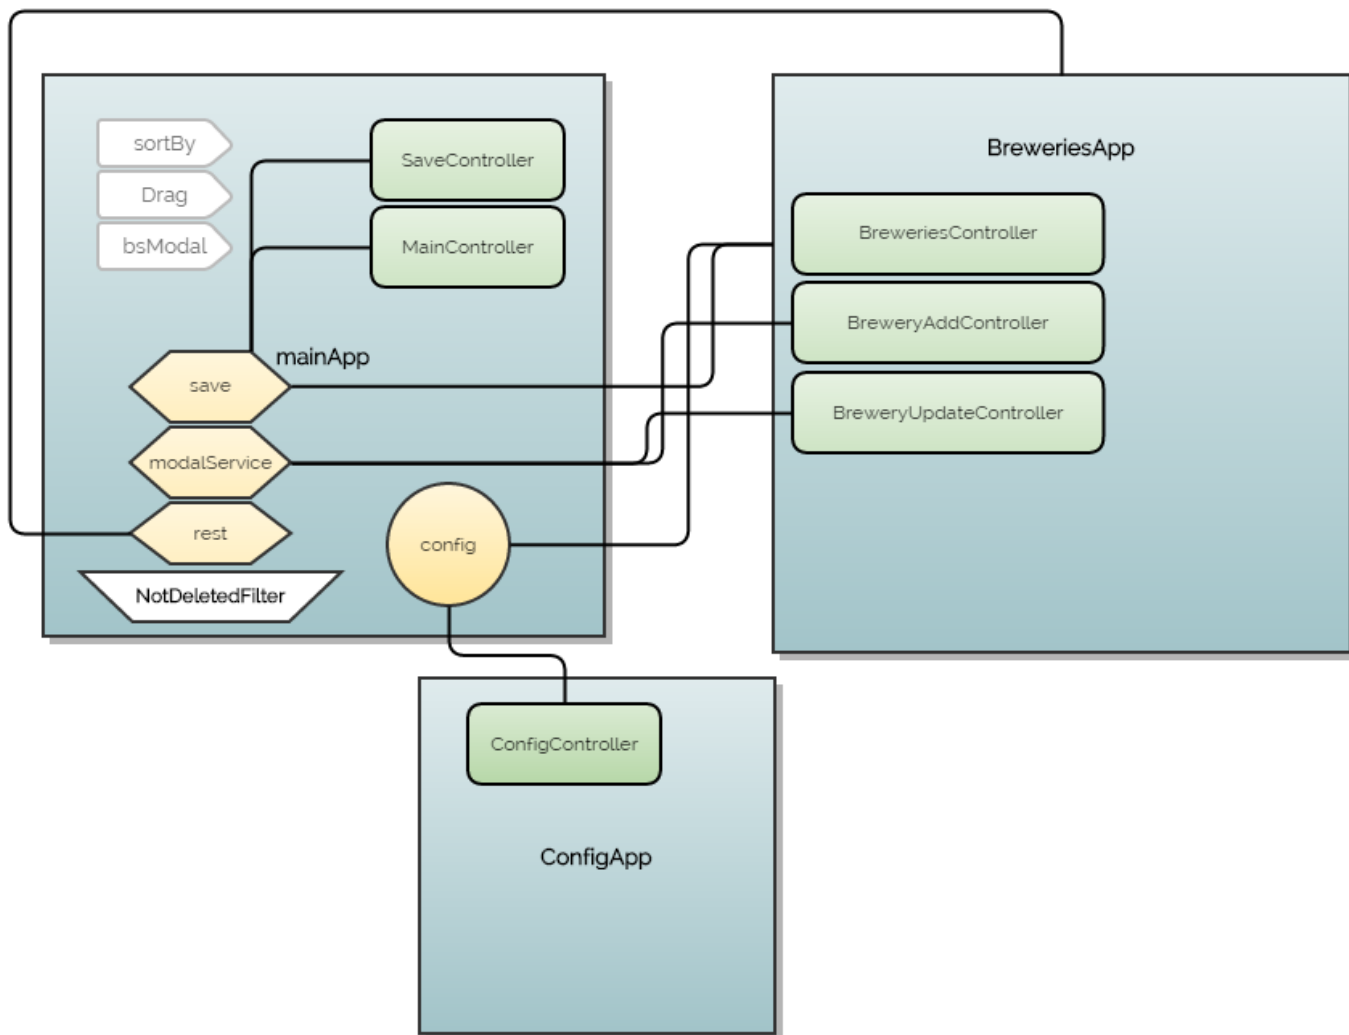 sortBy
Drag
bsModal
SaveController
MainController
mainApp
save
modalService
rest
NotDeletedFilter
config
BreweriesApp
BreweriesController
BreweryAddController
BreweryUpdateController
ConfigController
ConfigApp